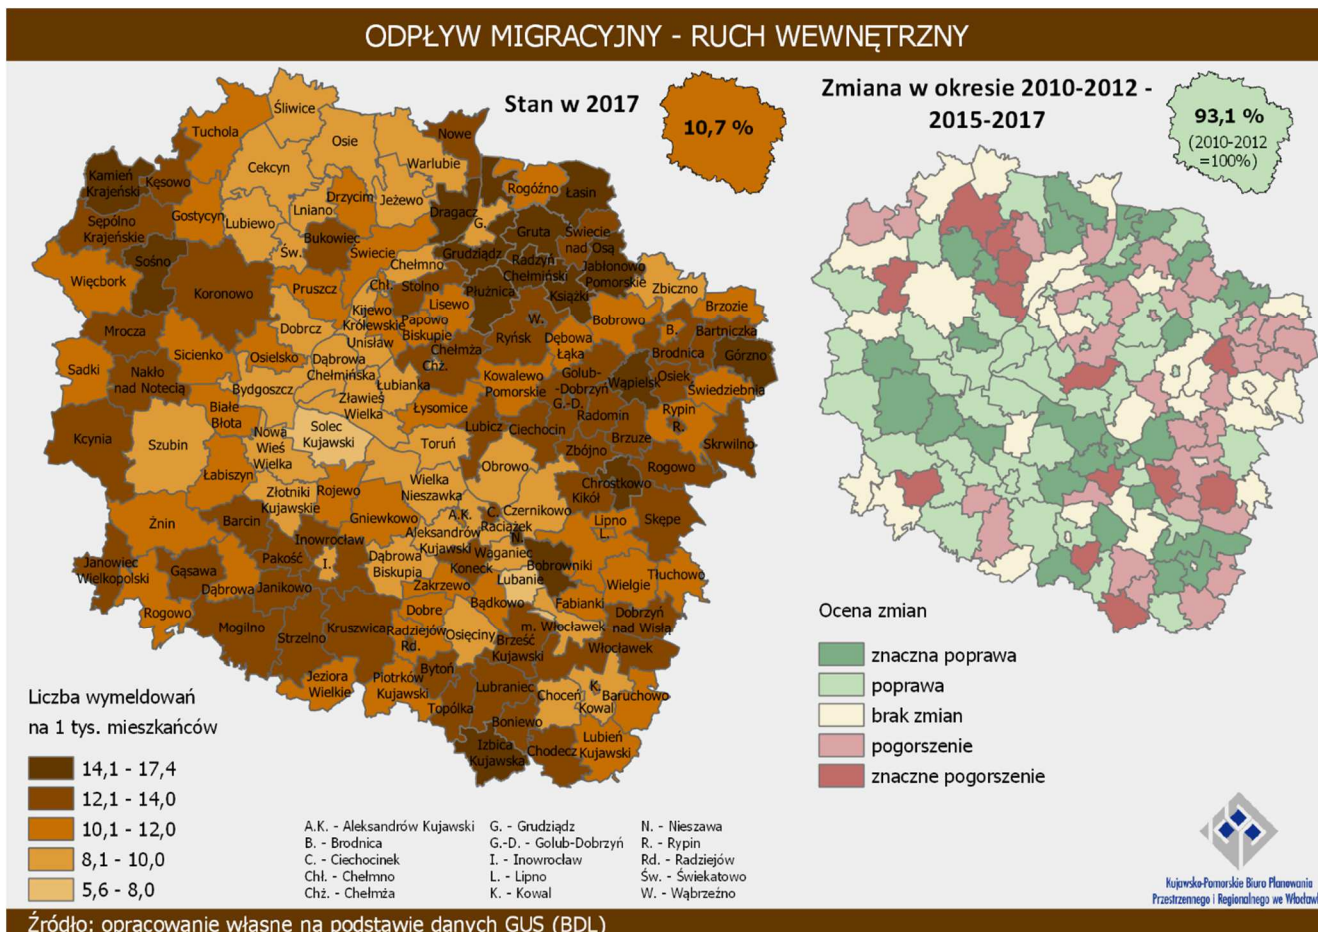 ODPŁYW MIGRACYJNY - RUCH WEWNĘTRZNY
Stan w 2017
10,7 %
Zmiana w okresie 2010-2012 -
2015-2017
93,1 %
(2010-2012
=100%)
Śliwice
Tuchola
Nowe
Osie
Cekcyn
Warlubie
Kamień
Krajeński
Kęsowo
Rogóźno
Łasin
Drzycim
Jeżewo
Gostycyn
Lniano
Dragacz
G.
Sępólno
Krajeńskie
Lubiewo
Gruta
Świecie
nad Osą
Bukowiec
Św.
Świecie
Grudziądz
Radzyń
Chełmiński
Jabłonowo
Pomorskie
Sośno
Chełmno
Więcbork
Koronowo
Pruszcz
Chł.
Stolno
Płużnica
Książki
Zbiczno
Lisewo
Brzozie
Kijewo
Królewskie
Papowo
Biskupie
W.
Bobrowo
B.
Bartniczka
Mrocza
Dobrcz
Unisław
Ryńsk
Dębowa
Łąka
Sicienko
Osielsko
Dąbrowa
Chełmińska
Chełmża
Chż.
Brodnica
Górzno
Sadki
Nakło
nad Notecią
Kowalewo
Pomorskie
Golub-
-Dobrzyń
G.-D.
Wąpielsk
Osiek
Świedziebnia
Bydgoszcz
Łubianka
Zławieś
Wielka
Łysomice
Białe
Błota
Rypin
R.
Radomin
Solec
Kujawski
Lubicz
Ciechocin
Kcynia
Szubin
Nowa
Wieś
Wielka
Toruń
Brzuze
Skrwilno
Zbójno
Łabiszyn
Obrowo
Rogowo
Wielka
Nieszawka
Chrostkowo
Kikół
Złotniki
Kujawskie
Rojewo
Gniewkowo
Czernikowo
Żnin
Barcin
A.K.
C.
Raciążek
Lipno
L.
Skępe
Inowrocław
Aleksandrów
Kujawski
N.
Waganiec
Janowiec
Wielkopolski
Gąsawa
Pakość
I.
Dąbrowa
Biskupia
Koneck
Bobrowniki
Tłuchowo
Lubanie
Wielgie
Dąbrowa
Janikowo
Zakrzewo
Rogowo
Bądkowo
Fabianki
Dobrzyń
nad Wisłą
Dobre
Mogilno
Strzelno
Kruszwica
Radziejów
Rd.
Osięciny
m. Włocławek
Brześć
Kujawski
Włocławek
Jeziora
Wielkie
Piotrków
Kujawski
Bytoń
Lubraniec
Choceń
K.
Kowal
Baruchowo
Topólka
Boniewo
Izbica
Kujawska
Chodecz
Lubień
Kujawski
Liczba wymeldowań
na 1 tys. mieszkańców
14,1 - 17,4
12,1 - 14,0
10,1 - 12,0
8,1 - 10,0
5,6 - 8,0
A.K. - Aleksandrów Kujawski
B. - Brodnica
C. - Ciechocinek
Chł. - Chełmno
Chż. - Chełmża
G. - Grudziądz
G.-D. - Golub-Dobrzyń
I. - Inowrocław
L. - Lipno
K. - Kowal
N. - Nieszawa
R. - Rypin
Rd. - Radziejów
Św. - Świekatowo
W. - Wąbrzeźno
Ocena zmian
znaczna poprawa
poprawa
brak zmian
pogorszenie
znaczne pogorszenie
Kujawsko-Pomorskie Biuro Planowania
Przestrzennego i Regionalnego we Włocławk
Źródło: opracowanie własne na podstawie danych GUS (BDL)